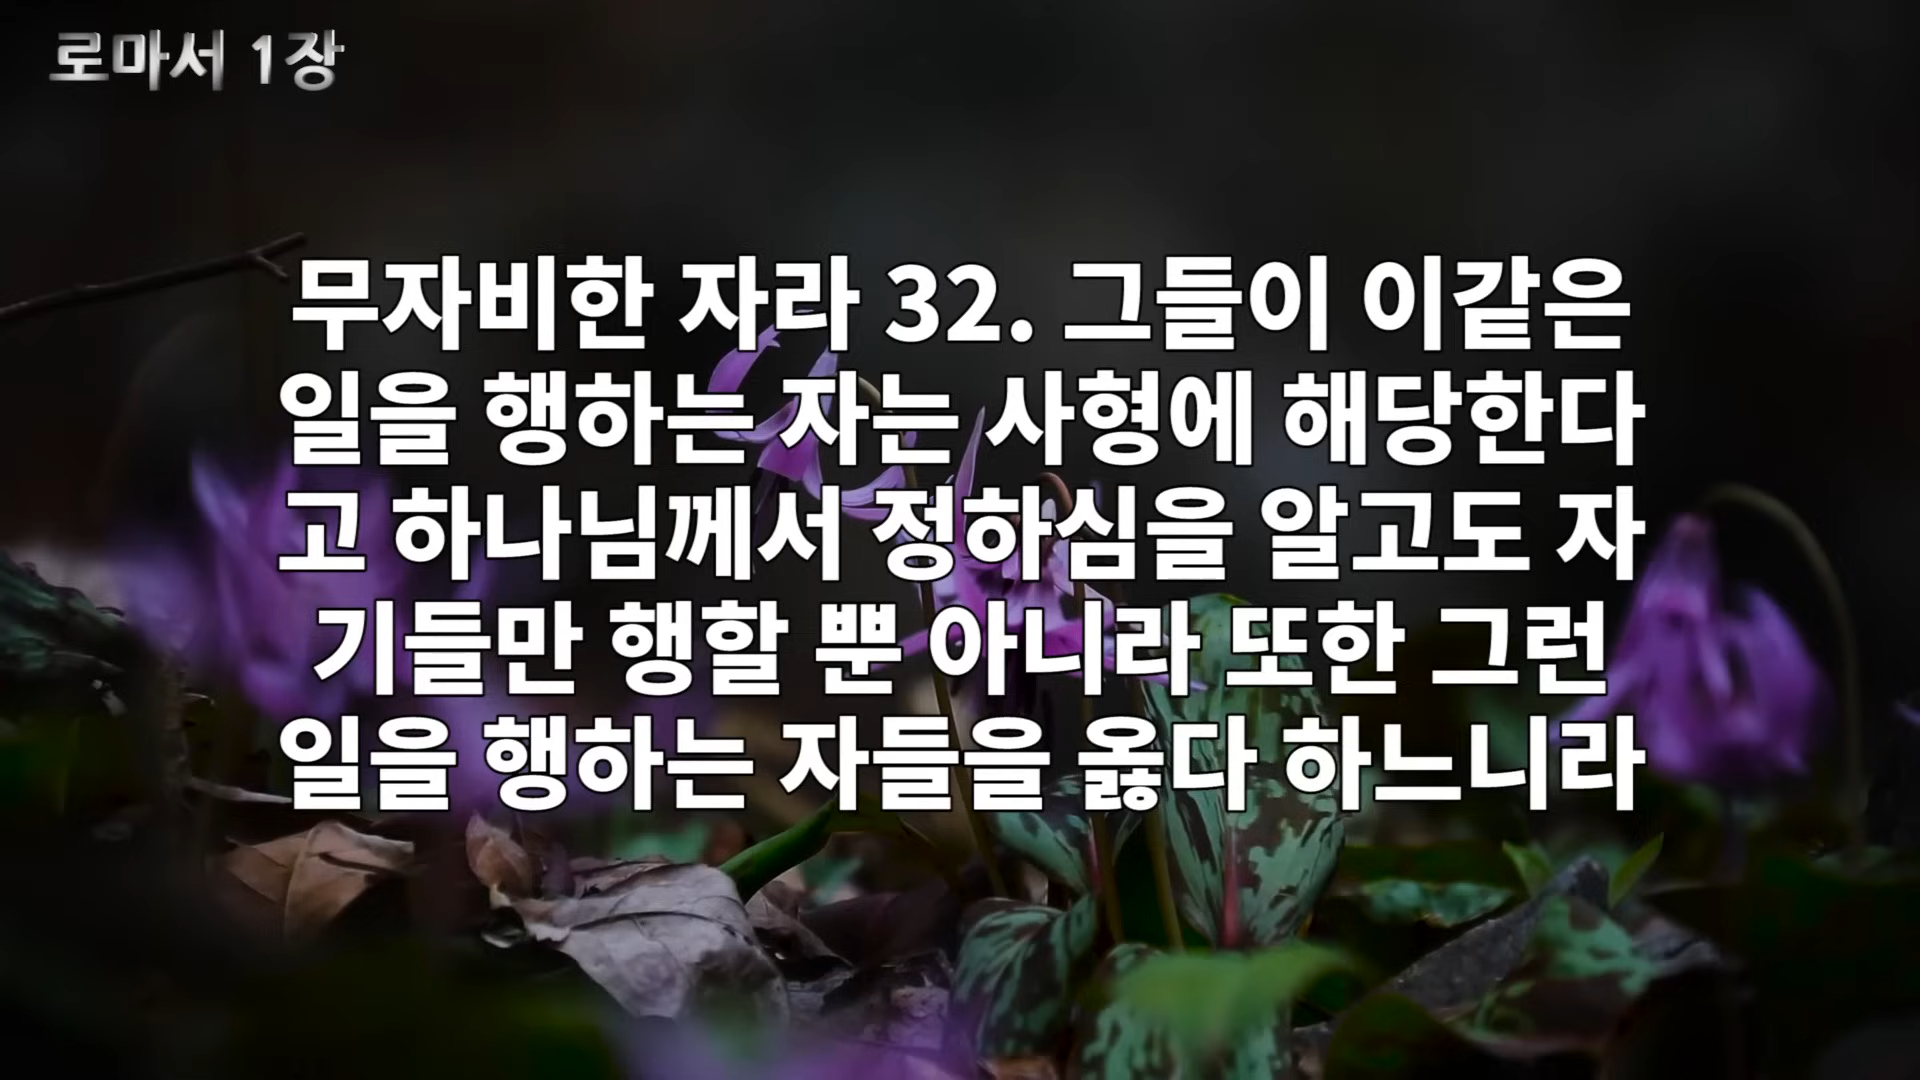 로마서 1장
무자비한 자라 32. 그들이 이같은
일을 행하는 자는 사형에 해당한다
고 하나님께서 정하심을 알고도 자
기들만 행할 뿐 아니라 또한 그런
일을 행하는 자들을 옳다 하느니라